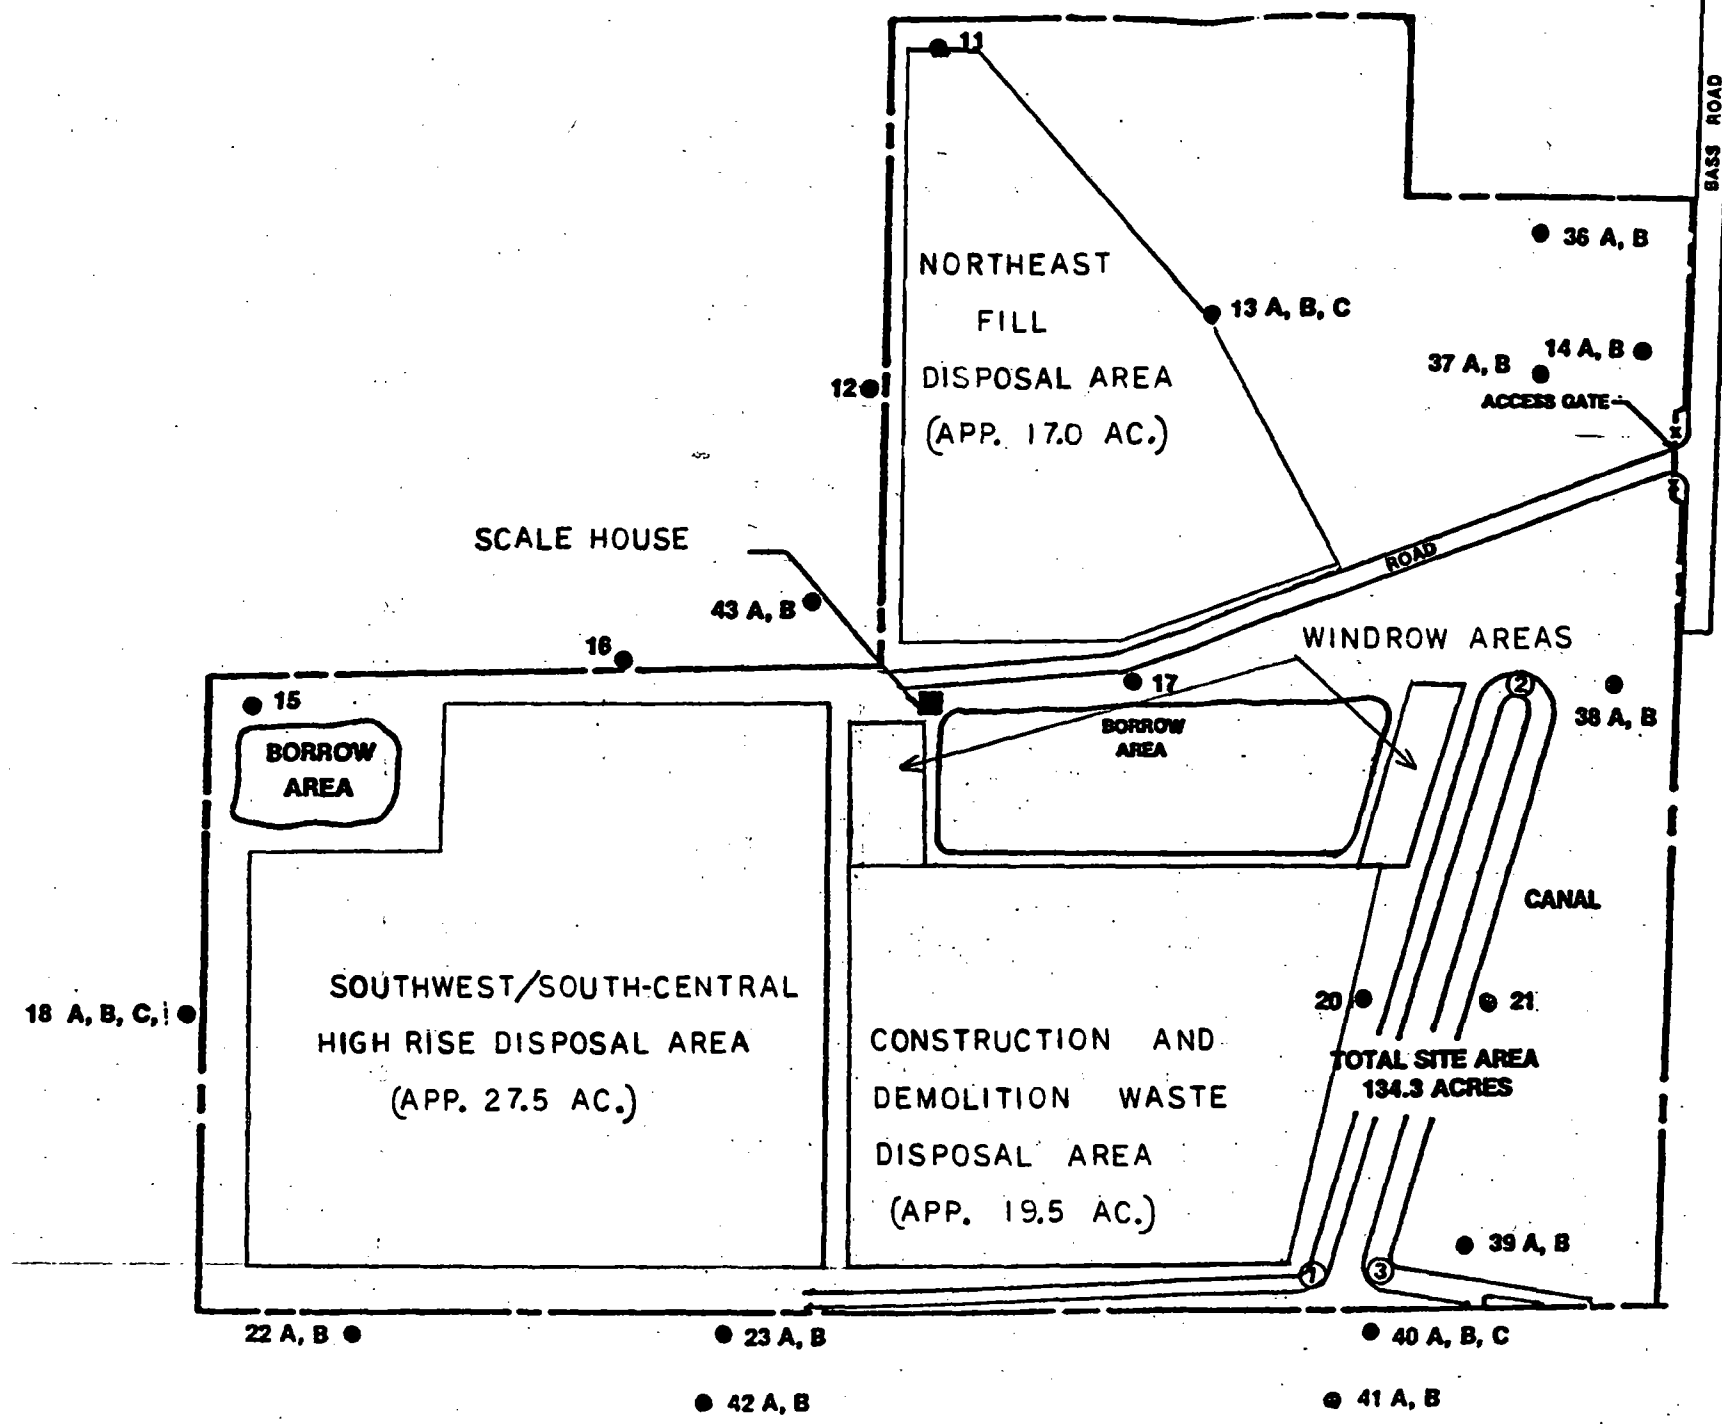 11
BASS ROAD
36 A, B
NORTHEAST
FILL
DISPOSAL AREA
(APP. 17.0 AC.)
13 A, B, C
14 A, B
37 A, B
ACCESS GATE
12
SCALE HOUSE
ROAD
43 A, B
WINDROW AREAS
16
15
17
2
38 A, B
BORROW
AREA
BORROW
AREA
CANAL
SOUTHWEST/SOUTH-CENTRAL
HIGH RISE DISPOSAL AREA
(APP. 27.5 AC.)
18 A, B, C,
20
21
CONSTRUCTION AND
DEMOLITION WASTE
DISPOSAL AREA
(APP. 19.5 AC.)
TOTAL SITE AREA
134.3 ACRES
39 A, B
1
3
22 A, B
23 A, B
40 A, B, C
42 A, B
41 A, B